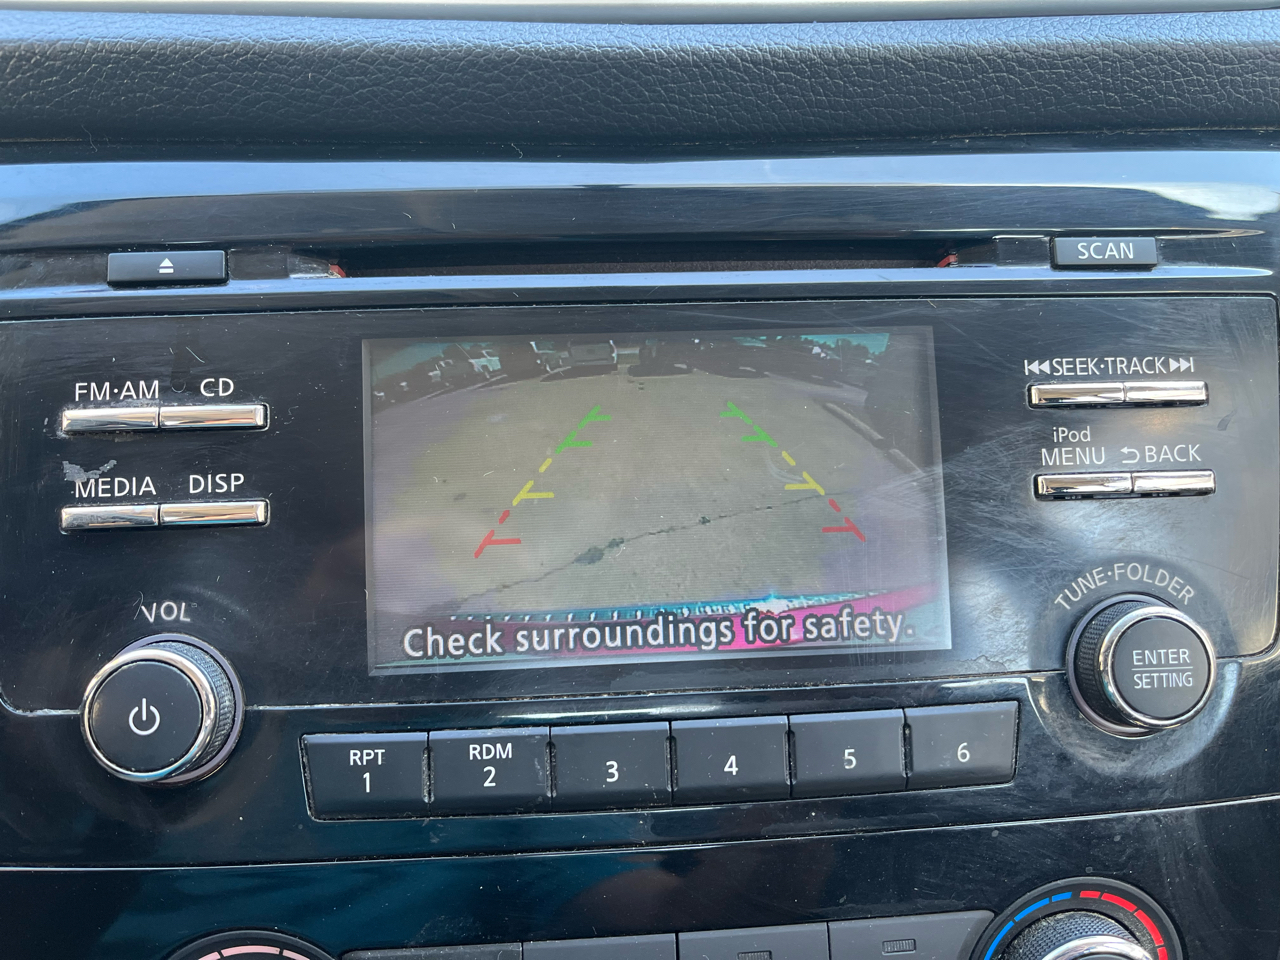 SCAN
FM·AM CD
SEEK·TRACK
iPod
MENU BACK
MEDIA DISP
VOL
TUNE·FOLDER
ENTER
SETTING
Check surroundings for safety.
RPT
1
RDM
2
3
4
5
6